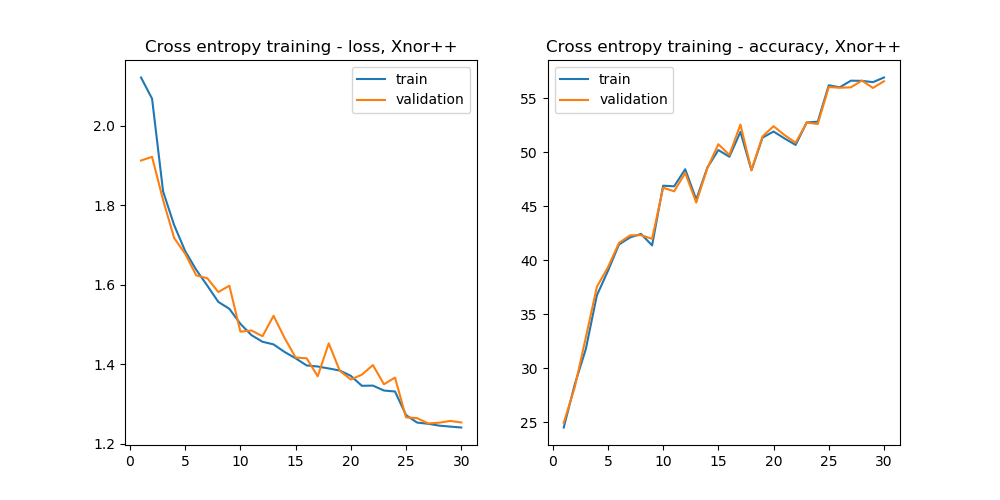 Cross entropy training - loss, Xnor++
train
validation
2.0
1.8
1.6
1.4
1.2
0 5 10 15 20 25 30
Cross entropy training - accuracy, Xnor++
train
validation
55
50
45
40
35
30
25
0 5 10 15 20 25 30